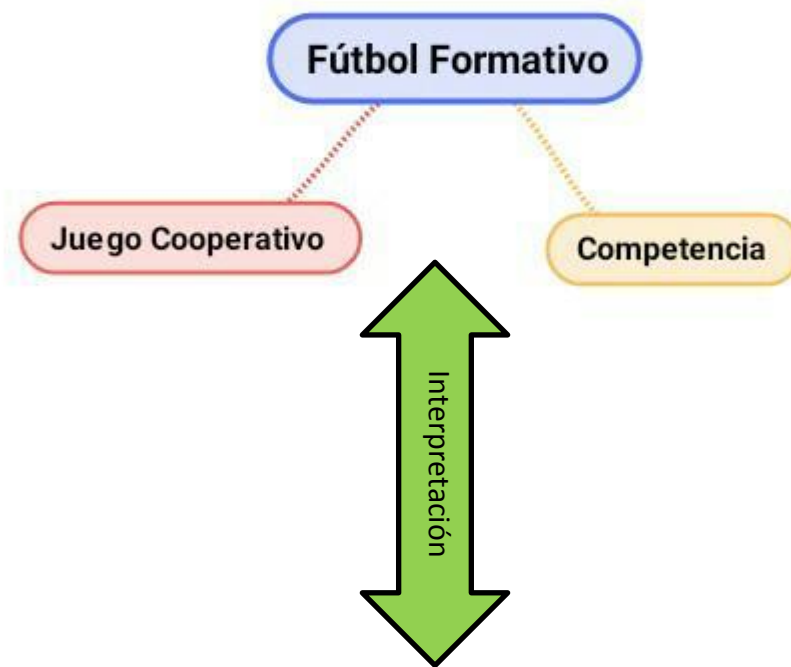 Fútbol Formativo
Juego Cooperativo
Competencia
Interpretación